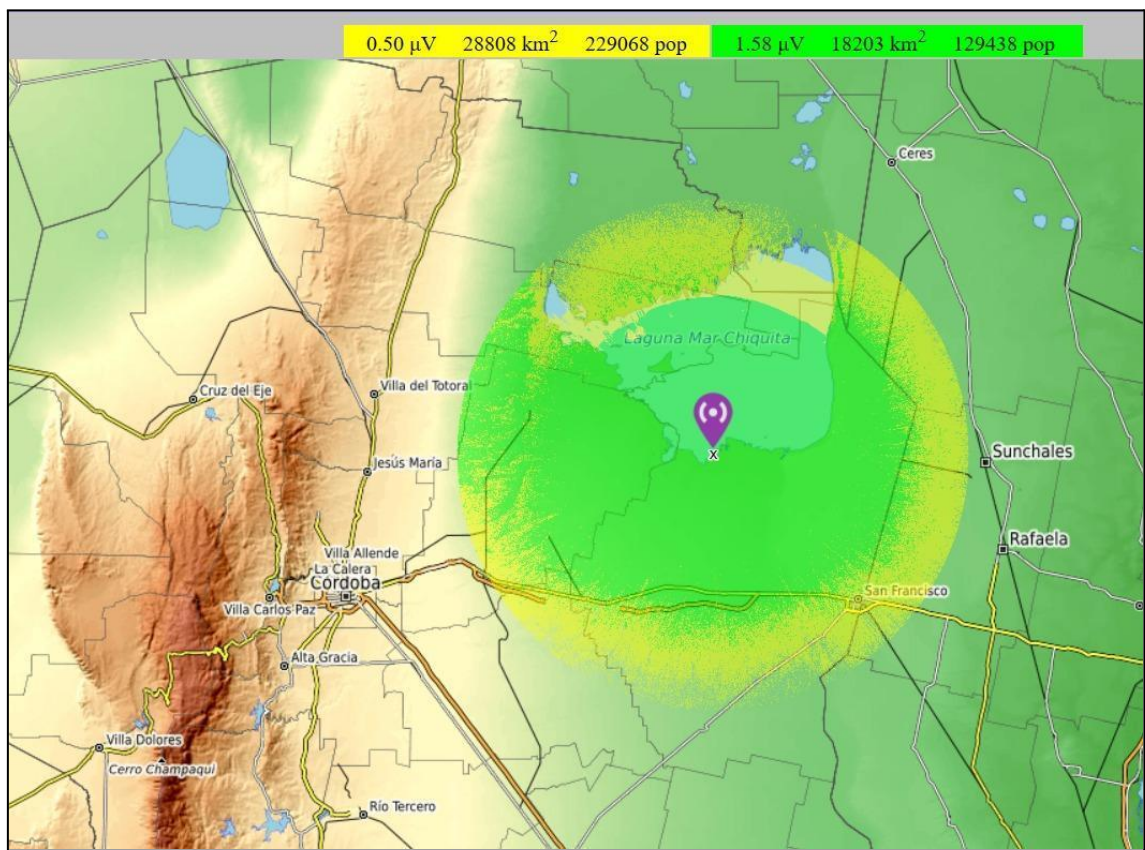 0.50 μV 28808 km² 229068 pop 1.58 μV 18203 km² 129438 pop
Ceres
Laguna Mar Chiquita
Cruz del Eje
Villa del Totoral
x
Jesús María
Sunchales
Rafaela
Villa Allende
La Calera
Córdoba
Villa Carlos Paz
San Francisco
Alta Gracia
Villa Dolores
Cerro Champaqui
Río Tercero